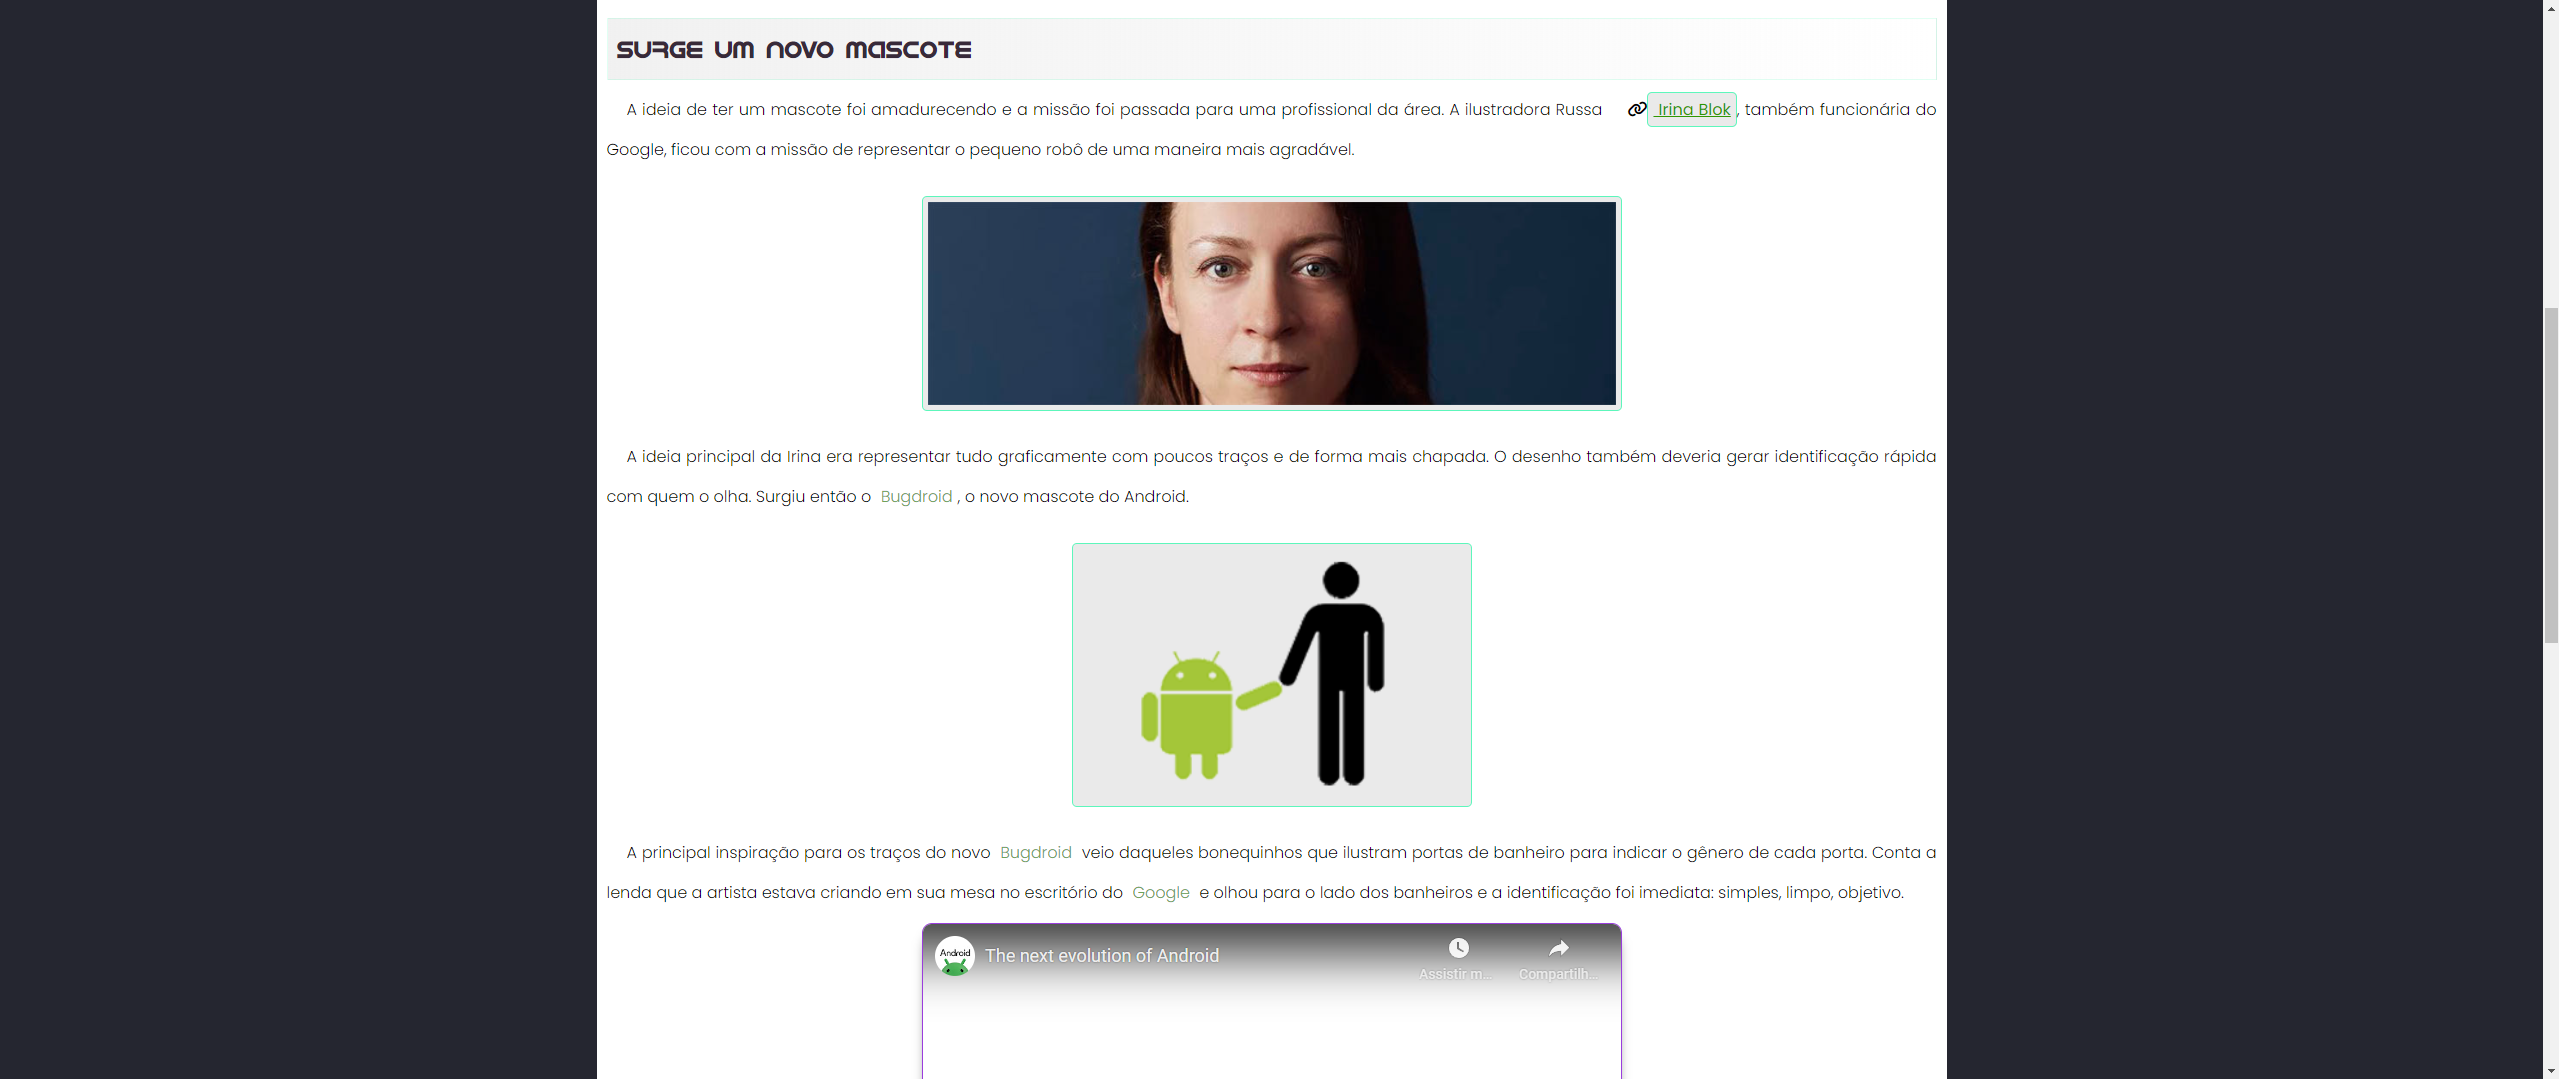 SURGE UM NOVO MASCOTE
A ideia de ter um mascote foi amadurecendo e a missão foi passada para uma profissional da área. A ilustradora Russa Irina Blok, também funcionária do
Google, ficou com a missão de representar o pequeno robô de uma maneira mais agradável.
A ideia principal da Irina era representar tudo graficamente com poucos traços e de forma mais chapada. O desenho também deveria gerar identificação rápida
com quem o olha. Surgiu então o Bugdroid , o novo mascote do Android.
A principal inspiração para os traços do novo Bugdroid veio daqueles bonequinhos que ilustram portas de banheiro para indicar o gênero de cada porta. Conta a
lenda que a artista estava criando em sua mesa no escritório do Google e olhou para o lado dos banheiros e a identificação foi imediata: simples, limpo, objetivo.
Android
The next evolution of Android
Assistir m...
Compartilh...